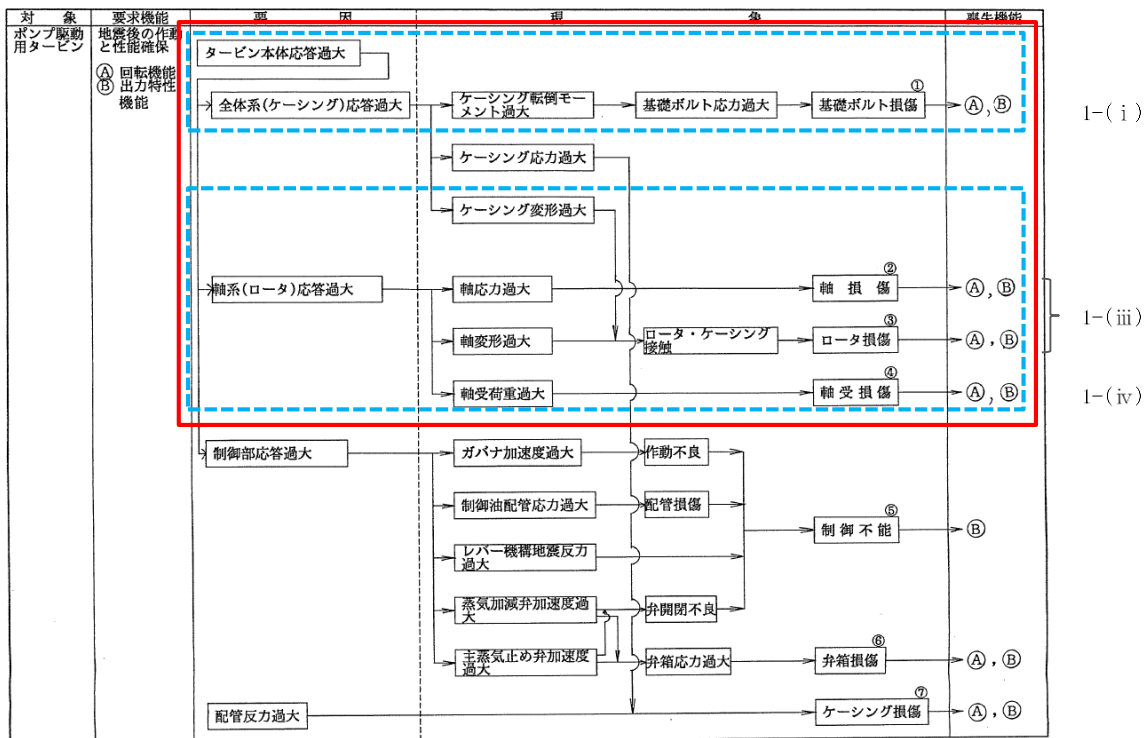 対　象　要求機能　要　因　現　象　喪失機能
ポンプ駆動
用タービン
地震後の作動
と性能確保
Ⓐ 回転機能
Ⓑ 出力特性
機能
タービン本体応答過大
全体系(ケーシング)応答過大
ケーシング転倒モー
メント過大
基礎ボルト応力過大
①
基礎ボルト損傷
Ⓐ, Ⓑ
1-(ⅰ)
ケーシング応力過大
ケーシング変形過大
軸系(ロータ)応答過大
軸応力過大
②
軸損傷
Ⓐ, Ⓑ
1-(ⅲ)
軸変形過大
ロータ・ケーシング
接触
③
ロータ損傷
Ⓐ, Ⓑ
軸受荷重過大
④
軸受損傷
Ⓐ, Ⓑ
1-(ⅳ)
制御部応答過大
ガバナ加速度過大
作動不良
制御油配管応力過大
配管損傷
⑤
制御不能
Ⓑ
レバー機構地震反力
過大
蒸気加減弁加速度過
大
弁開閉不良
主蒸気止め弁加速度
過大
弁箱応力過大
⑥
弁箱損傷
Ⓐ, Ⓑ
配管反力過大
⑦
ケーシング損傷
Ⓐ, Ⓑ